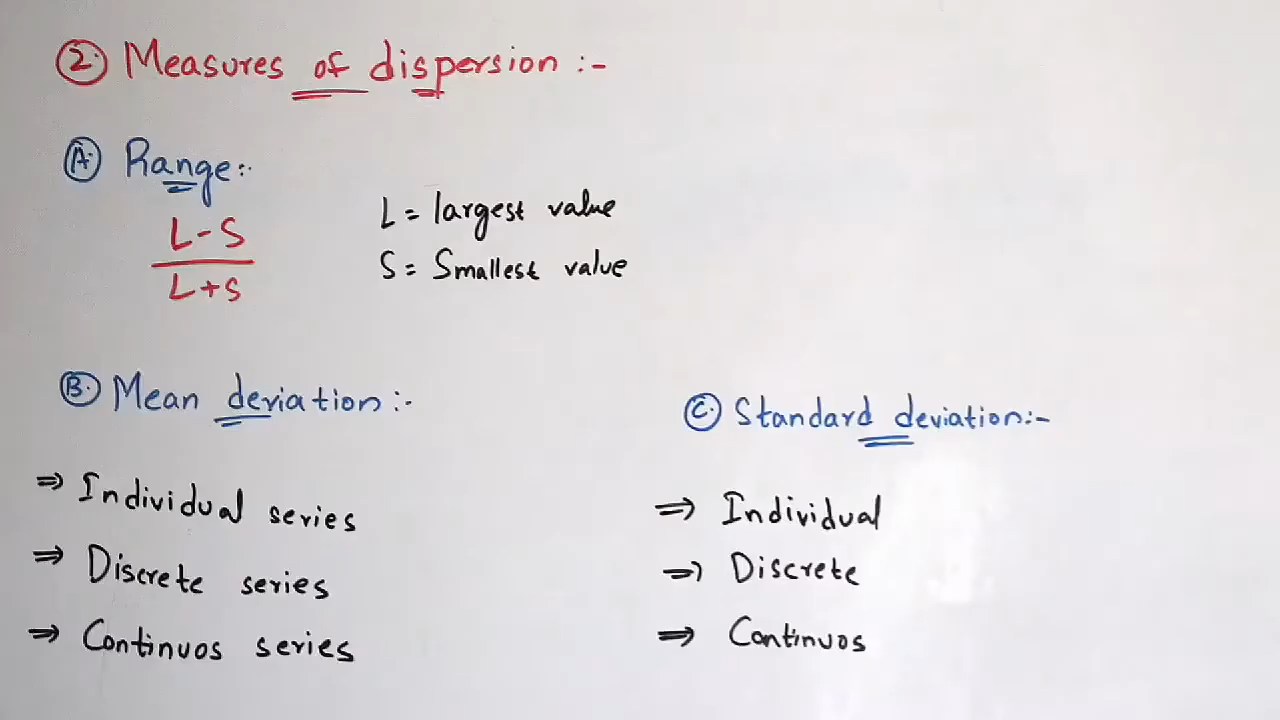 2. Measures of dispersion :-
A. Range:-
L - S
L + S
L = largest value
S = Smallest value
B. Mean deviation :-
⇒ Individual series
⇒ Discrete series
⇒ Continuos series
C. Standard deviation:-
⇒ Individual
⇒ Discrete
⇒ Continuos